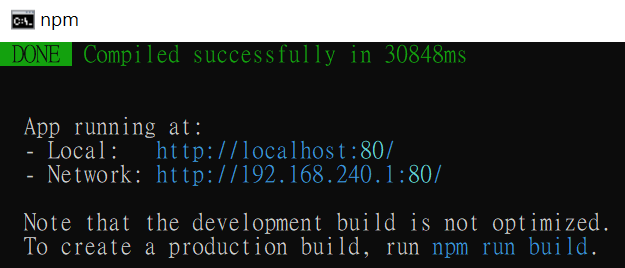 npm
DONE Compiled successfully in 30848ms
App running at:
- Local: http://localhost:80/
- Network: http://192.168.240.1:80/
Note that the development build is not optimized.
To create a production build, run npm run build.